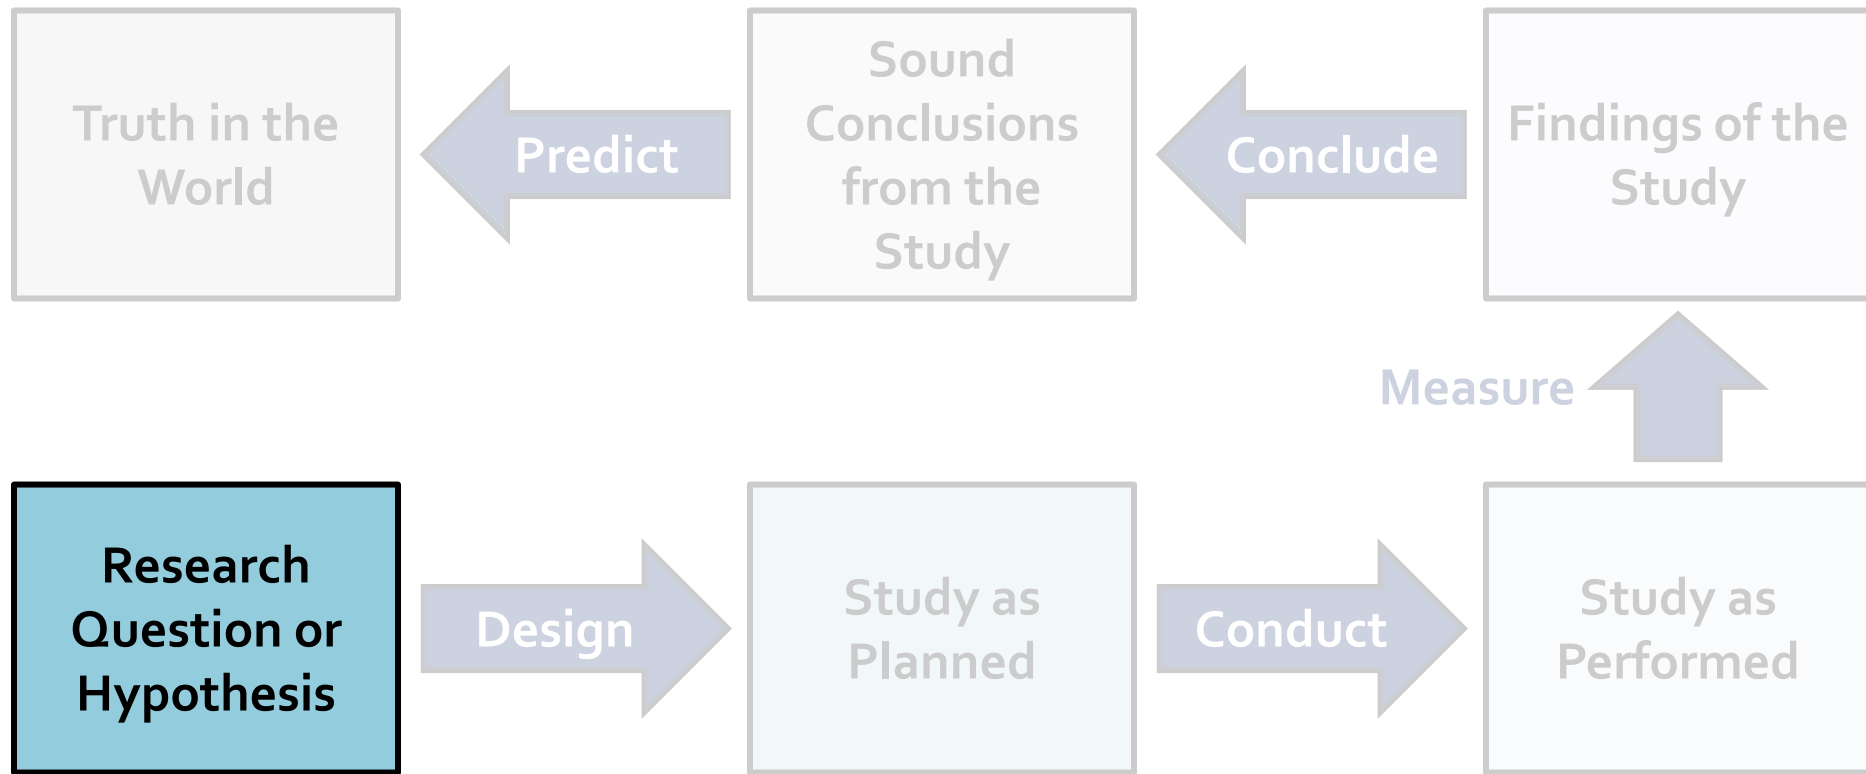 Truth in the
World
Predict
Sound
Conclusions
from the
Study
Conclude
Findings of the
Study
Measure
Research
Question or
Hypothesis
Design
Study as
Planned
Conduct
Study as
Performed